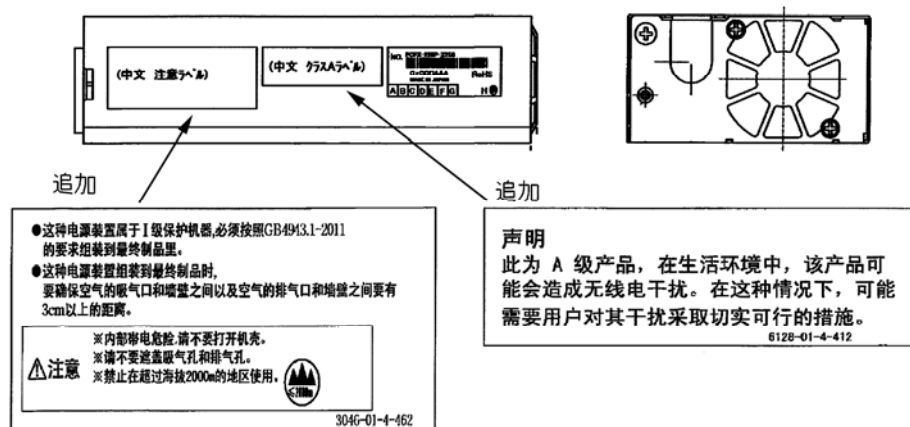 (中文 注意ラベル)
(中文 クラスAラベル)
NO.
RoHS
MADE IN JAPAN
A B C D E F G
H
追加
追加
●这种电源装置属于Ⅰ级保护机器,必须按照GB4943.1-2011
的要求组装到最终制品里。
●这种电源装置组装到最终制品时,
要确保空气的吸气口和墙壁之间以及空气的排气口和墙壁之间要有
3cm以上的距离。
⚠注意
※内部带电危险.请不要打开机壳。
※请不要遮盖吸气孔和排气孔。
※禁止在超过海拔2000m的地区使用。
3046-01-4-462
声明
此为 A 级产品，在生活环境中，该产品可
能会造成无线电干扰。在这种情况下，可能
需要用户对其干扰采取切实可行的措施。
6128-01-4-412